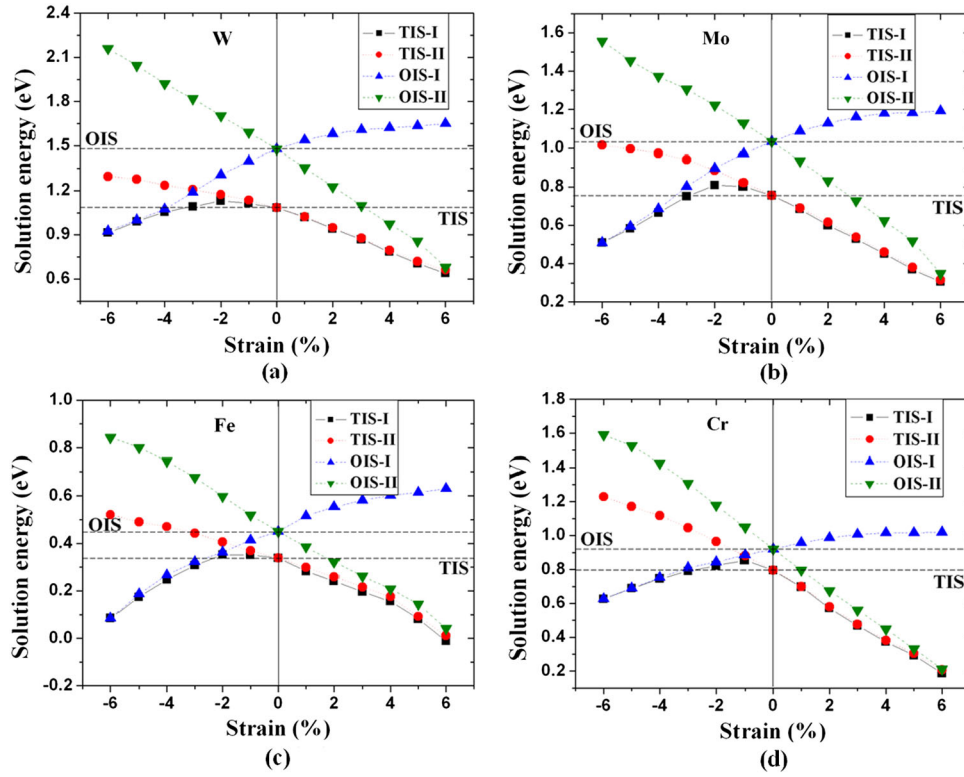 W
TIS-I
TIS-II
OIS-I
OIS-II
OIS
TIS
Solution energy (eV)
2.4
2.1
1.8
1.5
1.2
0.9
0.6
-6 -4 -2 0 2 4 6
Strain (%)
(a)
Mo
TIS-I
TIS-II
OIS-I
OIS-II
OIS
TIS
Solution energy (eV)
1.6
1.4
1.2
1.0
0.8
0.6
0.4
0.2
-6 -4 -2 0 2 4 6
Strain (%)
(b)
Fe
TIS-I
TIS-II
OIS-I
OIS-II
OIS
TIS
Solution energy (eV)
1.0
0.8
0.6
0.4
0.2
0.0
-0.2
-6 -4 -2 0 2 4 6
Strain (%)
(c)
Cr
TIS-I
TIS-II
OIS-I
OIS-II
OIS
TIS
Solution energy (eV)
1.8
1.6
1.4
1.2
1.0
0.8
0.6
0.4
0.2
-6 -4 -2 0 2 4 6
Strain (%)
(d)